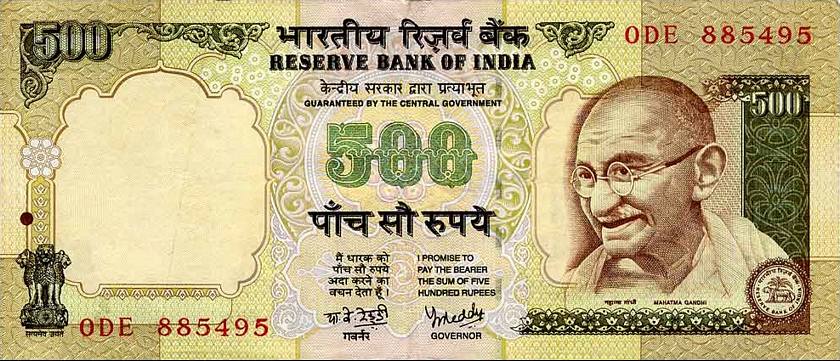 500
भारतीय रिज़र्व बैंक
RESERVE BANK OF INDIA
0DE 885495
केन्द्रीय सरकार द्वारा प्रत्याभूत
GUARANTEED BY THE CENTRAL GOVERNMENT
500
500
पाँच सौ रुपये
मैं धारक को
पाँच सौ रुपये
अदा करने का
वचन देता हूँ।
I PROMISE TO
PAY THE BEARER
THE SUM OF FIVE
HUNDRED RUPEES
या. वे. रेड्डी
गवर्नर
YVReddy
GOVERNOR
महात्मा गांधी
MAHATMA GANDHI
सत्यमेव जयते
0DE 885495